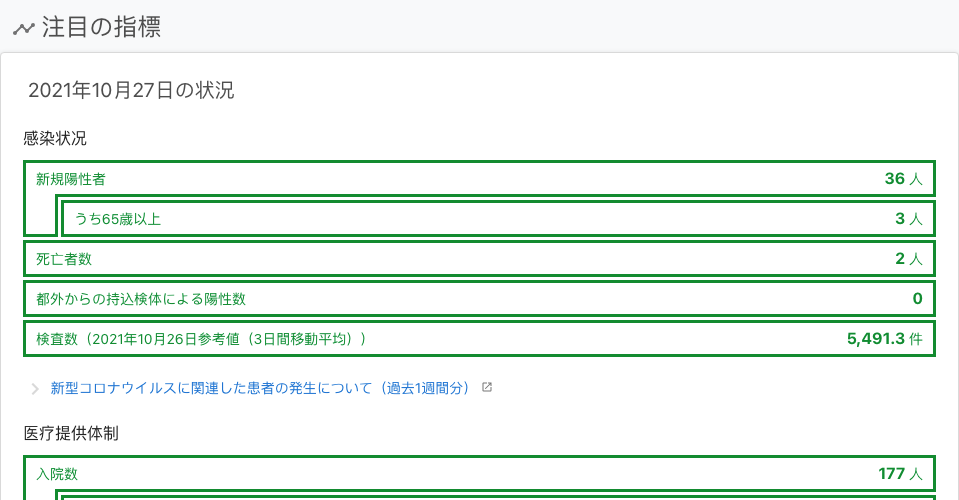 注目の指標
2021年10月27日の状況
感染状況
新規陽性者 36 人
うち65歳以上 3 人
死亡者数 2 人
都外からの持込検体による陽性数 0
検査数（2021年10月26日参考値（3日間移動平均）） 5,491.3 件
新型コロナウイルスに関連した患者の発生について（過去1週間分）
医療提供体制
入院数 177 人